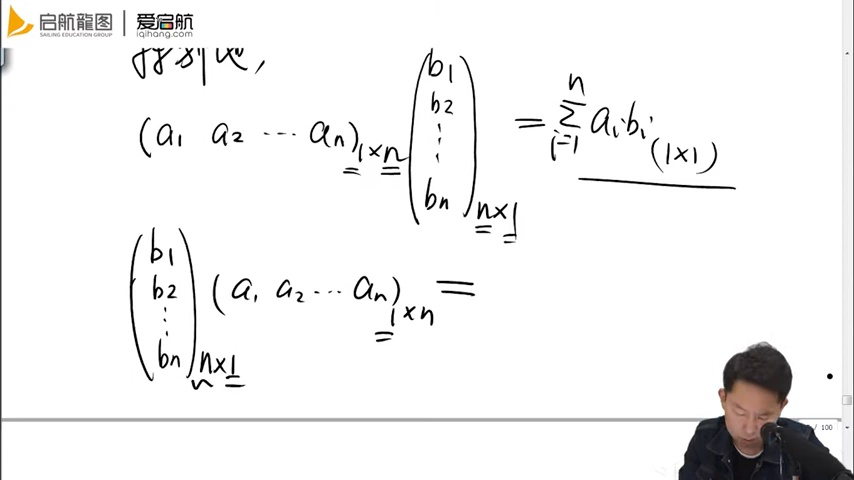 启航龍图 爱启航
SAILING EDUCATION GROUP iqihang.com
特别地,
(a₁ a₂ ⋯ aₙ)₁×ₙ (b₁ b₂ ⋮ bₙ)ₙ×₁ = ∑ᵢ₌₁ⁿ aᵢbᵢ (1×1)
(b₁ b₂ ⋮ bₙ)ₙ×₁ (a₁ a₂ ⋯ aₙ)₁×ₙ =
/ 100